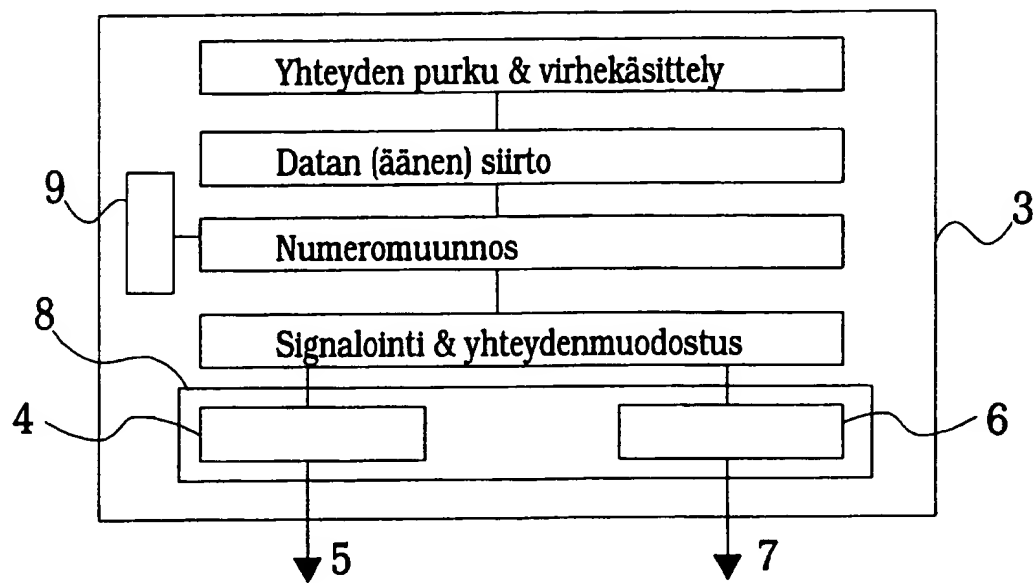 Yhteyden purku & virhekäsittely
Datan (äänen) siirto
9
3
Numeromuunnos
8
Signalointi & yhteydenmuodostus
4
6
5
7